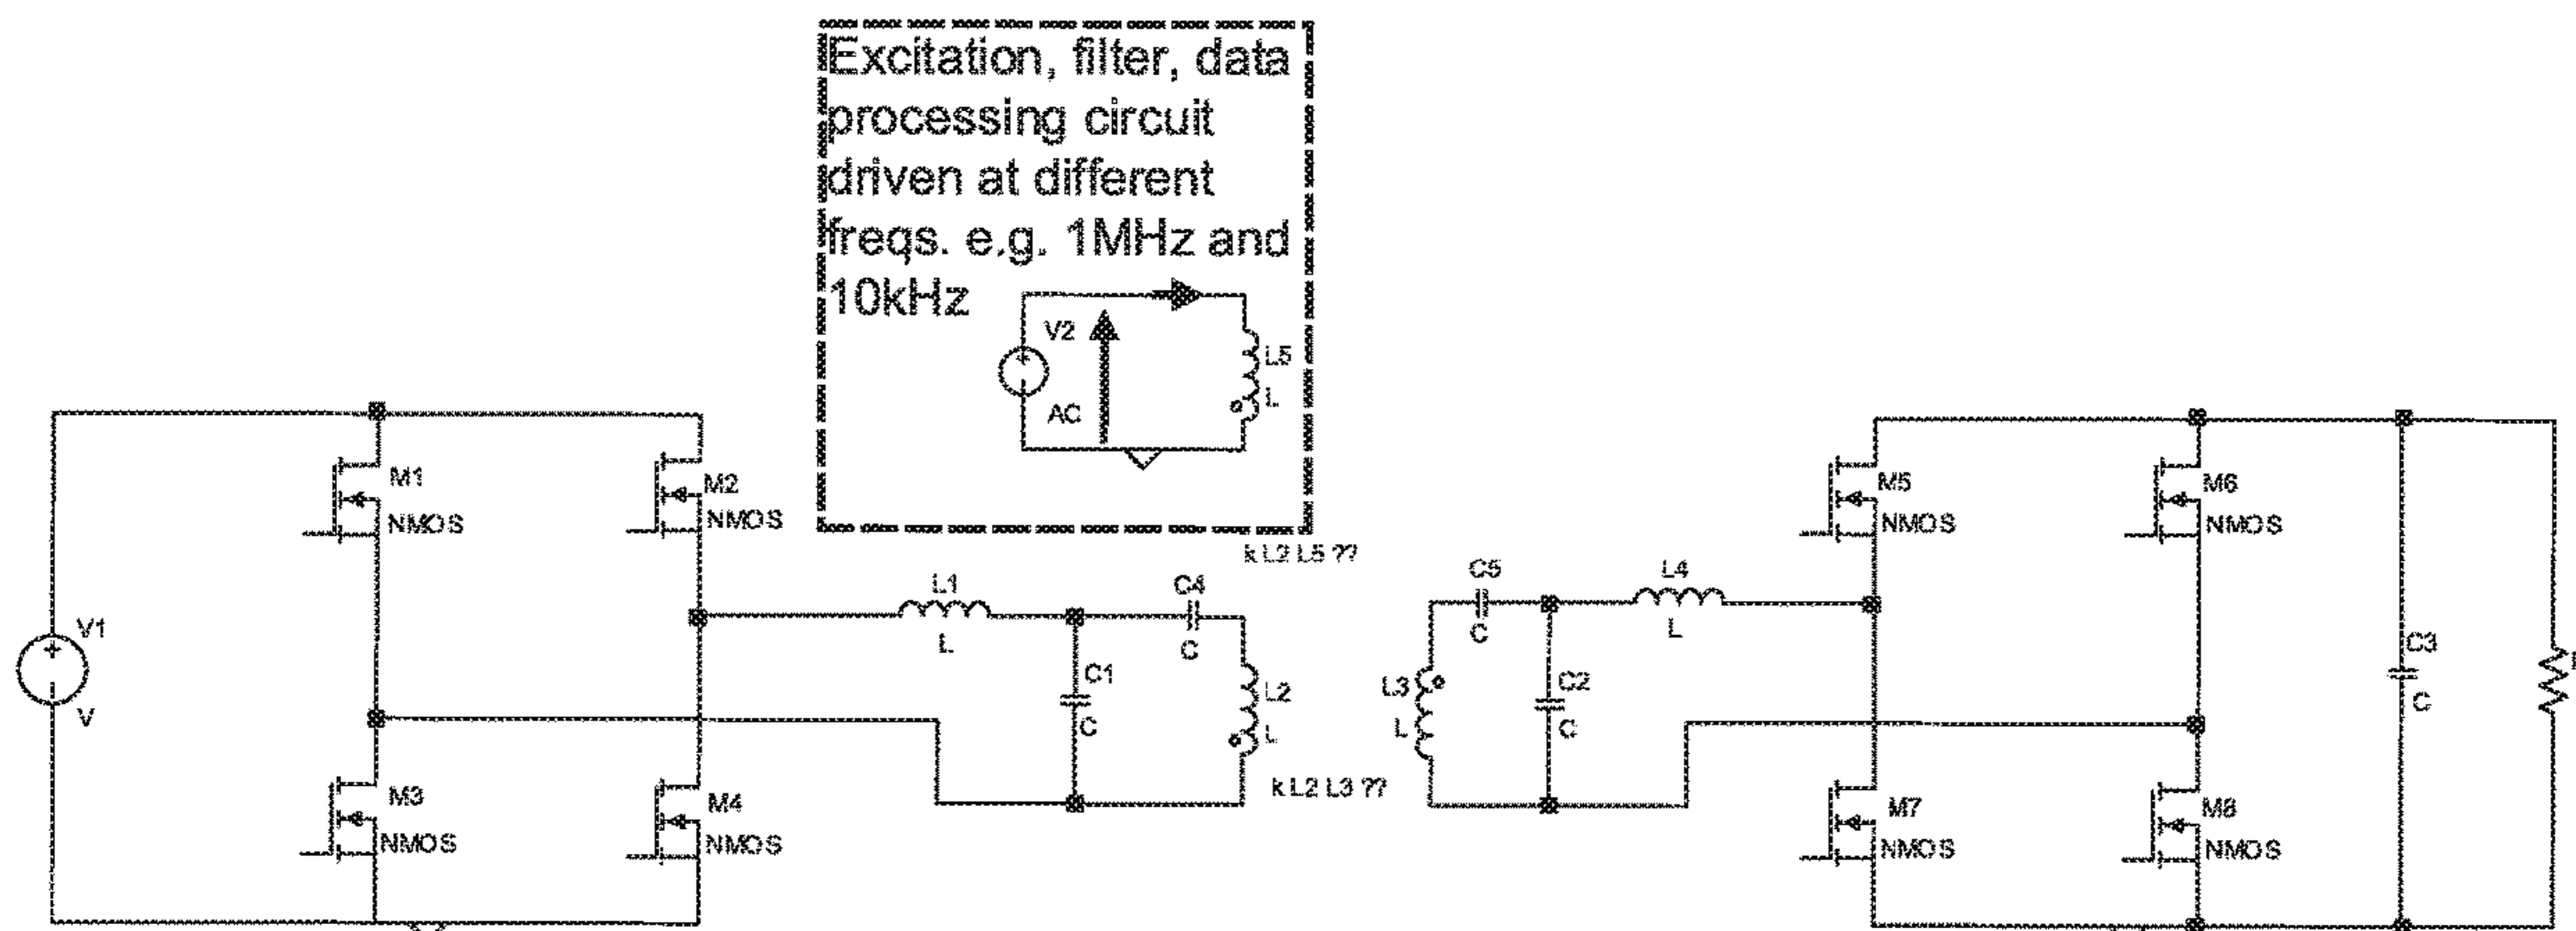 Excitation, filter, data
processing circuit
driven at different
freqs. e.g. 1MHz and
10kHz
V2
AC
L5
L
k L2 L5 ??
V1
V
M1
NMOS
M2
NMOS
M3
NMOS
M4
NMOS
L1
L
C1
C
C4
C
L2
L
k L2 L3 ??
L3
L
C5
C
C2
C
L4
L
M5
NMOS
M6
NMOS
M7
NMOS
M8
NMOS
C3
C